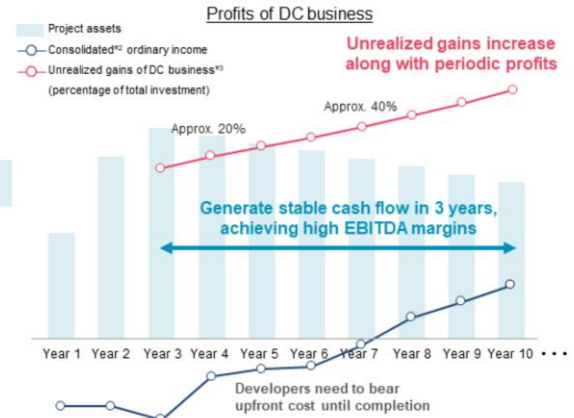 Profits of DC business
Project assets
Consolidated*2 ordinary income
Unrealized gains of DC business*3
(percentage of total investment)
Unrealized gains increase
along with periodic profits
Approx. 40%
Approx. 20%
Generate stable cash flow in 3 years,
achieving high EBITDA margins
Year 1 Year 2 Year 3 Year 4 Year 5 Year 6 Year 7 Year 8 Year 9 Year 10 • • •
Developers need to bear
upfront cost until completion